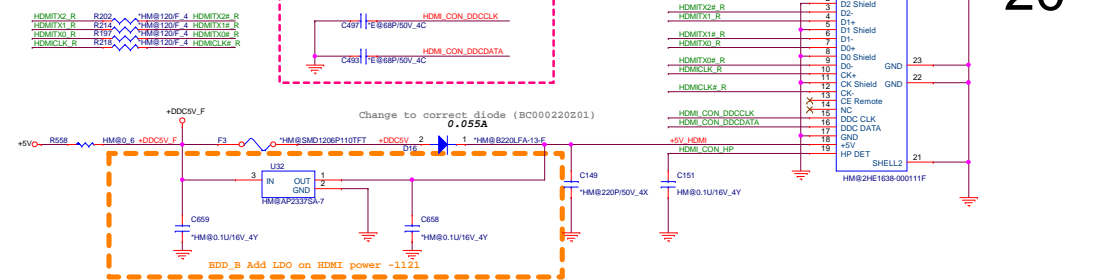 HDMITX2_R R202 *HM@120/F_4 HDMITX2#_R
HDMITX1_R R214 *HM@120/F_4 HDMITX1#_R
HDMITX0_R R197 *HM@120/F_4 HDMITX0#_R
HDMICLK_R R218 *HM@120/F_4 HDMICLK#_R
HDMI_CON_DDCCLK
C497 *E@68P/50V_4C
HDMI_CON_DDCDATA
C493 *E@68P/50V_4C
HDMITX2#_R
HDMITX1_R
HDMITX1#_R
HDMITX0_R
HDMITX0#_R
HDMICLK_R
HDMICLK#_R
HDMI_CON_DDCCLK
HDMI_CON_DDCDATA
+5V_HDMI
HDMI_CON_HP
D2 Shield
3 D2-
4 D1+
5 D1 Shield
6 D1-
7 D0+
8 D0 Shield
9 D0-
10 CK+
11 CK Shield
12 CK-
13 CE Remote
14 NC
15 DDC CLK
16 DDC DATA
17 GND
18 +5V
19 HP DET
GND 23
GND 22
SHELL2 21
HM@2HE1638-000111F
+DDC5V_F
Change to correct diode (BC000220Z01)
0.055A
+5V R558 HM@0_6 +DDC5V_F F3 *HM@SMD1206P110TFT +DDC5V 2 D16 1 *HM@B220LFA-13-F
U32
3 IN OUT 1
GND 2
HM@AP2337SA-7
C659
*HM@0.1U/16V_4Y
C658
*HM@0.1U/16V_4Y
C149
*HM@220P/50V_4X
C151
HM@0.1U/16V_4Y
BDD_B Add LDO on HDMI power -1121